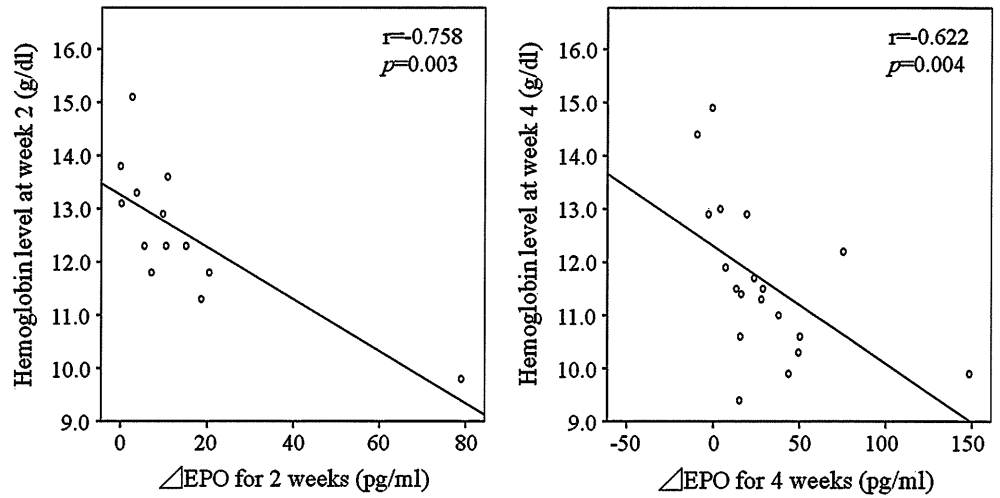 Hemoglobin level at week 2 (g/dl)
16.0
15.0
14.0
13.0
12.0
11.0
10.0
9.0
r=-0.758
p=0.003
0 20 40 60 80
⊿EPO for 2 weeks (pg/ml)
Hemoglobin level at week 4 (g/dl)
16.0
15.0
14.0
13.0
12.0
11.0
10.0
9.0
r=-0.622
p=0.004
-50 0 50 100 150
⊿EPO for 4 weeks (pg/ml)